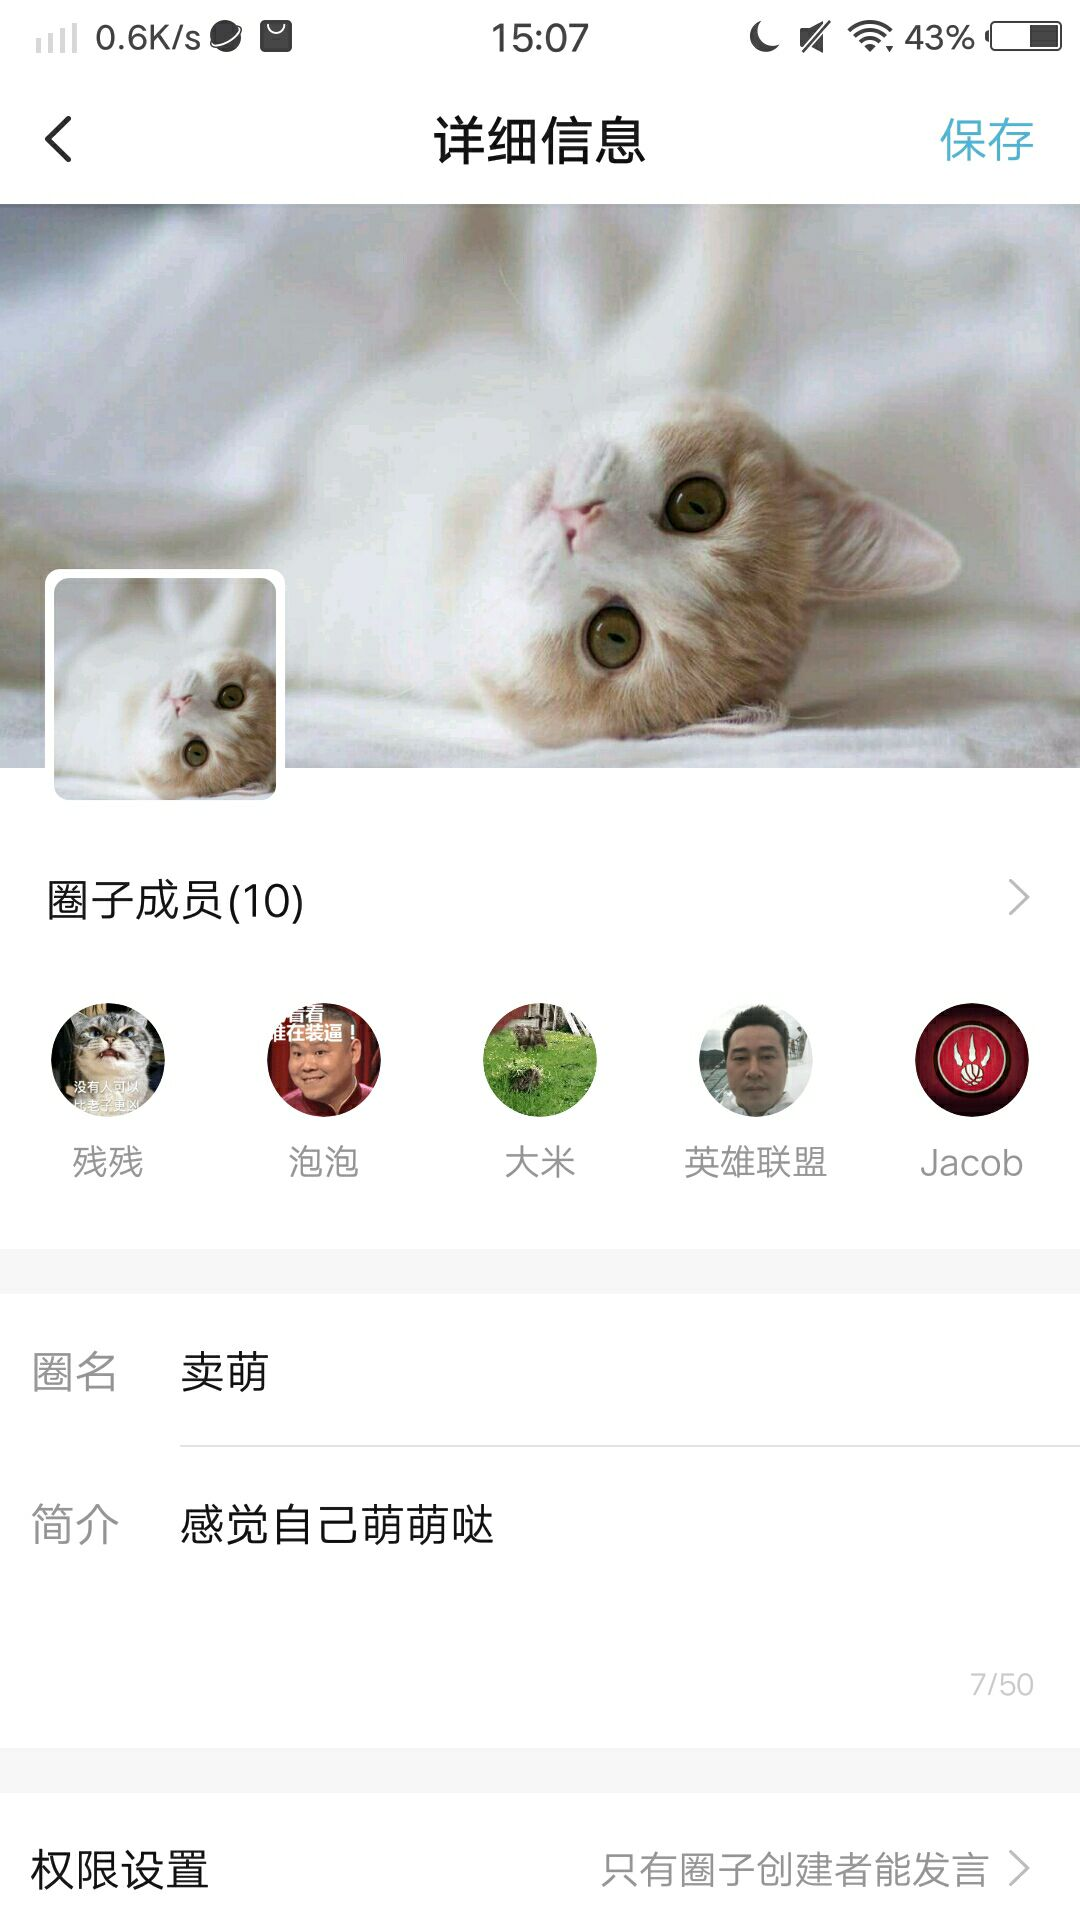 0.6K/s 15:07 43%
详细信息 保存
圈子成员(10)
看看
谁在装逼！
没有人可以
比老子更凶
残残 泡泡 大米 英雄联盟 Jacob
圈名 卖萌
简介 感觉自己萌萌哒
7/50
权限设置 只有圈子创建者能发言